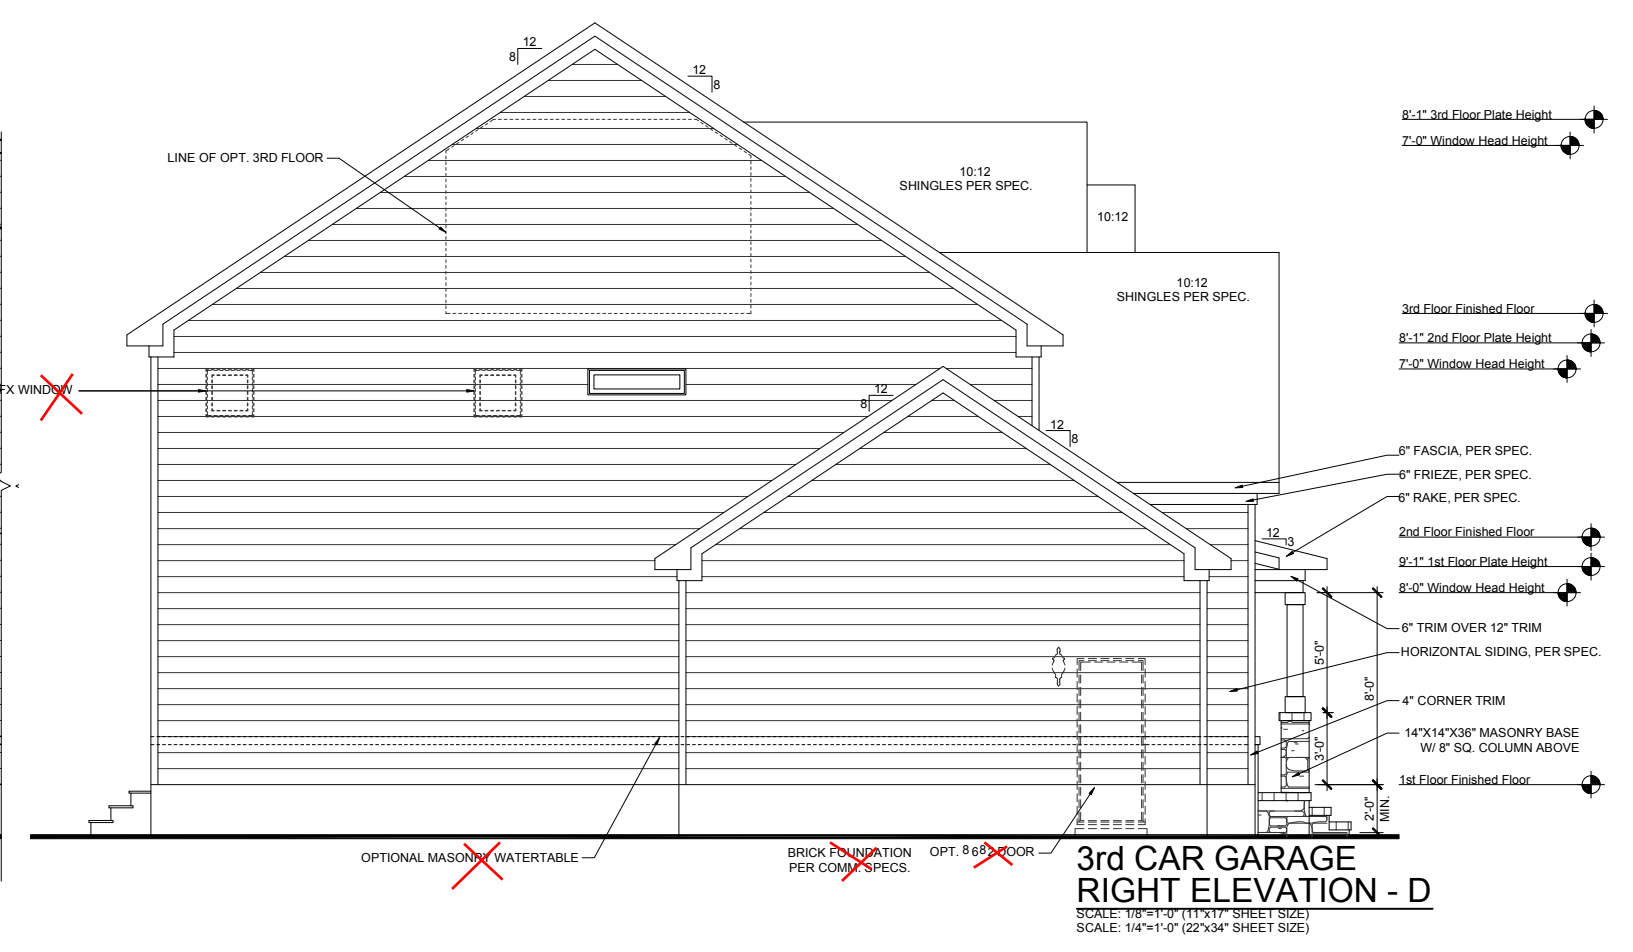 12
8
12
8
8'-1" 3rd Floor Plate Height
7'-0" Window Head Height
LINE OF OPT. 3RD FLOOR
10:12
SHINGLES PER SPEC.
10:12
10:12
SHINGLES PER SPEC.
3rd Floor Finished Floor
8'-1" 2nd Floor Plate Height
7'-0" Window Head Height
FX WINDOW
12
8
12
8
6" FASCIA, PER SPEC.
6" FRIEZE, PER SPEC.
6" RAKE, PER SPEC.
12
3
2nd Floor Finished Floor
9'-1" 1st Floor Plate Height
8'-0" Window Head Height
6" TRIM OVER 12" TRIM
HORIZONTAL SIDING, PER SPEC.
5'-0"
8'-0"
4" CORNER TRIM
14"X14"X36" MASONRY BASE
W/ 8" SQ. COLUMN ABOVE
3'-0"
1st Floor Finished Floor
2'-0"
MIN.
OPTIONAL MASONRY WATERTABLE
BRICK FOUNDATION
PER COMM. SPECS.
OPT. 8 6 8 2 DOOR
3rd CAR GARAGE
RIGHT ELEVATION - D
SCALE: 1/8"=1'-0" (11"x17" SHEET SIZE)
SCALE: 1/4"=1'-0" (22"x34" SHEET SIZE)